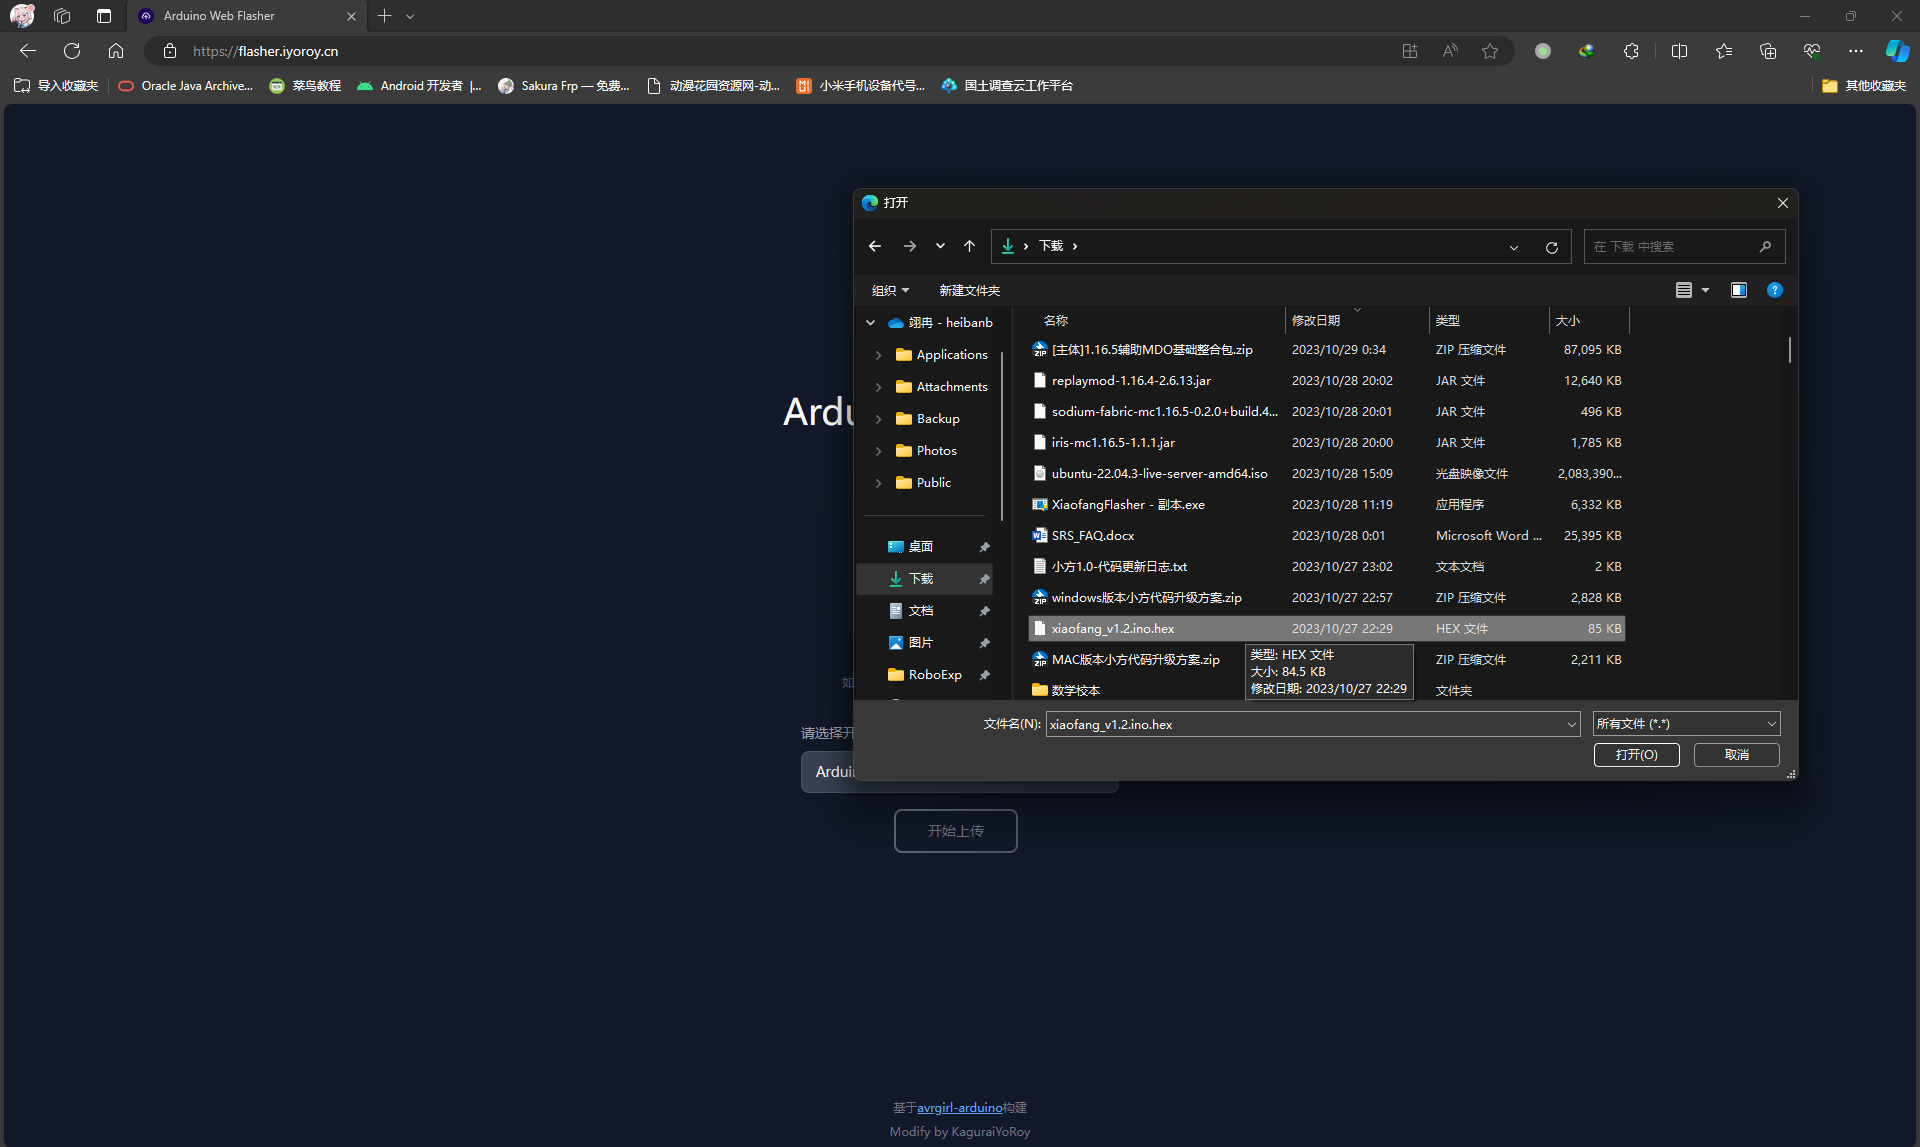 Arduino Web Flasher
https://flasher.iyoroy.cn
导入收藏夹
Oracle Java Archive...
菜鸟教程
Android 开发者 |...
Sakura Frp — 免费...
动漫花园资源网-动...
小米手机设备代号...
国土调查云工作平台
其他收藏夹
打开
下载
在 下载 中搜索
组织
新建文件夹
翊冉 - heibanb
Applications
Attachments
Backup
Photos
Public
桌面
下载
文档
图片
RoboExp
名称 修改日期 类型 大小
[主体]1.16.5辅助MDO基础整合包.zip 2023/10/29 0:34 ZIP 压缩文件 87,095 KB
replaymod-1.16.4-2.6.13.jar 2023/10/28 20:02 JAR 文件 12,640 KB
sodium-fabric-mc1.16.5-0.2.0+build.4... 2023/10/28 20:01 JAR 文件 496 KB
iris-mc1.16.5-1.1.1.jar 2023/10/28 20:00 JAR 文件 1,785 KB
ubuntu-22.04.3-live-server-amd64.iso 2023/10/28 15:09 光盘映像文件 2,083,390...
XiaofangFlasher - 副本.exe 2023/10/28 11:19 应用程序 6,332 KB
SRS_FAQ.docx 2023/10/28 0:01 Microsoft Word ... 25,395 KB
小方1.0-代码更新日志.txt 2023/10/27 23:02 文本文档 2 KB
windows版本小方代码升级方案.zip 2023/10/27 22:57 ZIP 压缩文件 2,828 KB
xiaofang_v1.2.ino.hex 2023/10/27 22:29 HEX 文件 85 KB
MAC版本小方代码升级方案.zip ZIP 压缩文件 2,211 KB
数学校本 文件夹
类型: HEX 文件
大小: 84.5 KB
修改日期: 2023/10/27 22:29
文件名(N): xiaofang_v1.2.ino.hex
所有文件 (*.*)
打开(O)
取消
Ardu
如
请选择开
Ardui
开始上传
基于avrgirl-arduino构建
Modify by KaguraiYoRoy